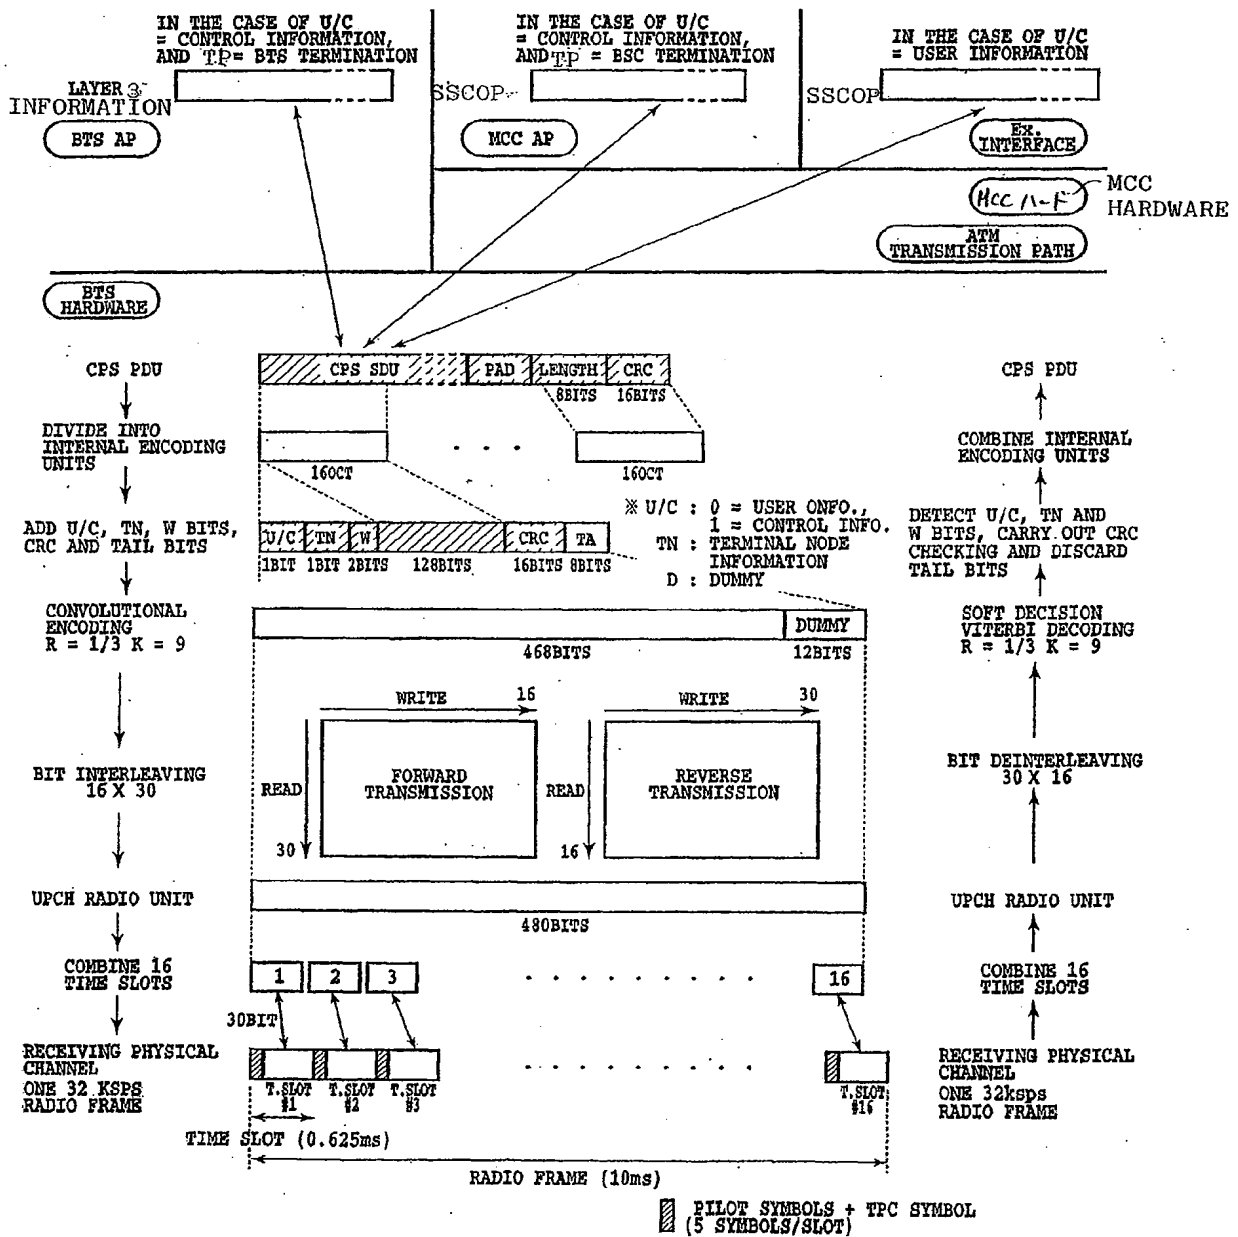 IN THE CASE OF U/C
= CONTROL INFORMATION,
AND TP = BTS TERMINATION
IN THE CASE OF U/C
= CONTROL INFORMATION,
AND TP = BSC TERMINATION
IN THE CASE OF U/C
= USER INFORMATION
LAYER 3
INFORMATION
SSCOP
SSCOP
BTS AP
MCC AP
Ex.
INTERFACE
MCC ハード
MCC
HARDWARE
ATM
TRANSMISSION PATH
BTS
HARDWARE
CPS PDU
CPS SDU
PAD
LENGTH
CRC
CPS PDU
8BITS
16BITS
DIVIDE INTO
INTERNAL ENCODING
UNITS
16OCT
. . .
16OCT
COMBINE INTERNAL
ENCODING UNITS
※ U/C : 0 = USER ONFO.,
1 = CONTROL INFO.
TN : TERMINAL NODE
INFORMATION
D : DUMMY
ADD U/C, TN, W BITS,
CRC AND TAIL BITS
U/C
TN
W
CRC
TA
1BIT
1BIT
2BITS
128BITS
16BITS
8BITS
DETECT U/C, TN AND
W BITS, CARRY OUT CRC
CHECKING AND DISCARD
TAIL BITS
CONVOLUTIONAL
ENCODING
R = 1/3 K = 9
DUMMY
468BITS
12BITS
SOFT DECISION
VITERBI DECODING
R = 1/3 K = 9
WRITE
16
WRITE
30
BIT INTERLEAVING
16 X 30
READ
30
FORWARD
TRANSMISSION
READ
16
REVERSE
TRANSMISSION
BIT DEINTERLEAVING
30 X 16
UPCH RADIO UNIT
480BITS
UPCH RADIO UNIT
COMBINE 16
TIME SLOTS
1
2
3
. . . . . . . . .
16
COMBINE 16
TIME SLOTS
30BIT
RECEIVING PHYSICAL
CHANNEL
ONE 32 KSPS
RADIO FRAME
. . . . . . . . .
T.SLOT
#1
T.SLOT
#2
T.SLOT
#3
T.SLOT
#16
RECEIVING PHYSICAL
CHANNEL
ONE 32ksps
RADIO FRAME
TIME SLOT (0.625ms)
RADIO FRAME (10ms)
PILOT SYMBOLS + TPC SYMBOL
(5 SYMBOLS/SLOT)